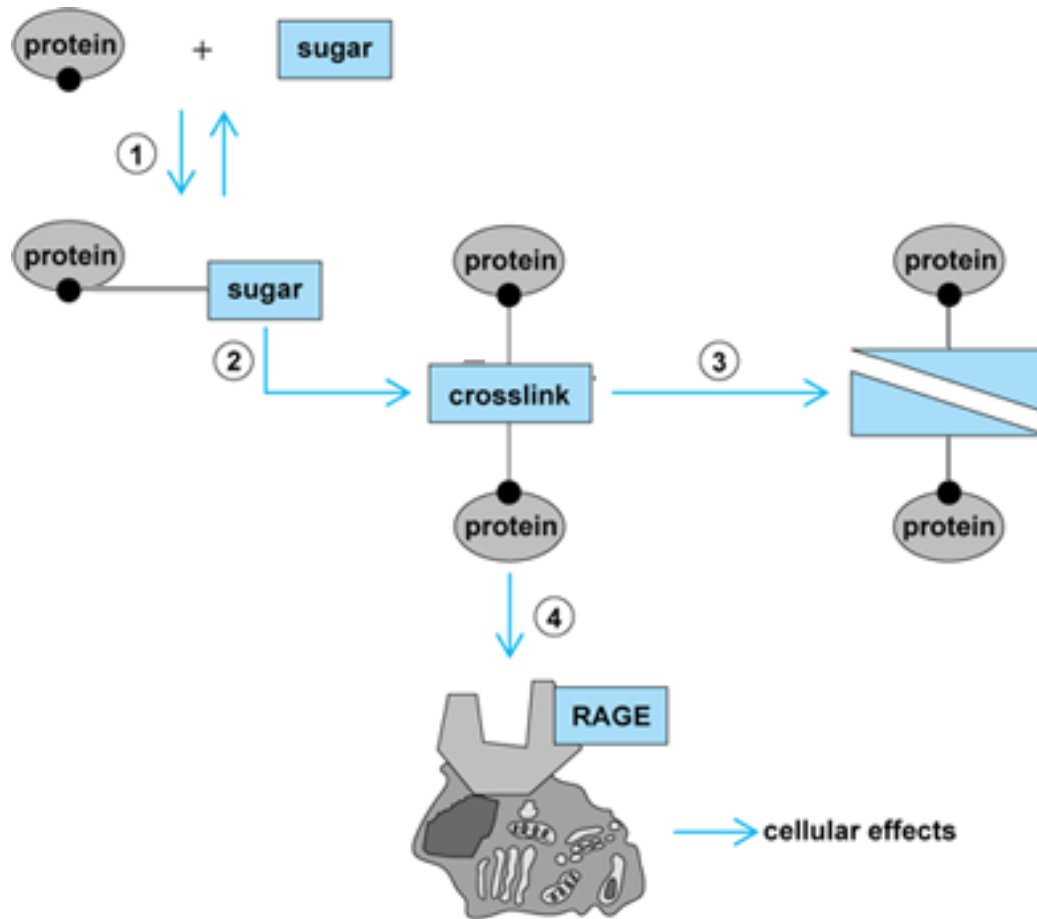 protein + sugar
1
protein
sugar
protein
protein
2
crosslink
3
protein
protein
4
RAGE
cellular effects